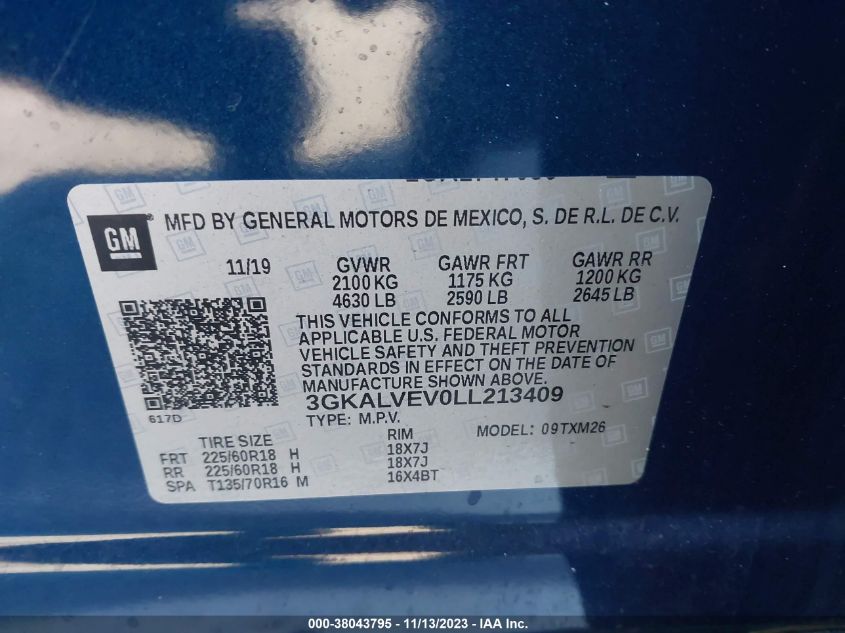 GM
MFD BY GENERAL MOTORS DE MEXICO, S. DE R.L. DE C.V.
11/19 GVWR GAWR FRT GAWR RR
2100 KG 1175 KG 1200 KG
4630 LB 2590 LB 2645 LB
THIS VEHICLE CONFORMS TO ALL
APPLICABLE U.S. FEDERAL MOTOR
VEHICLE SAFETY AND THEFT PREVENTION
STANDARDS IN EFFECT ON THE DATE OF
MANUFACTURE SHOWN ABOVE.
617D 3GKALVEV0LL213409
TYPE: M.P.V. MODEL: 09TXM26
TIRE SIZE RIM
FRT 225/60R18 H 18X7J
RR 225/60R18 H 18X7J
SPA T135/70R16 M 16X4BT
000-38043795 - 11/13/2023 - IAA Inc.